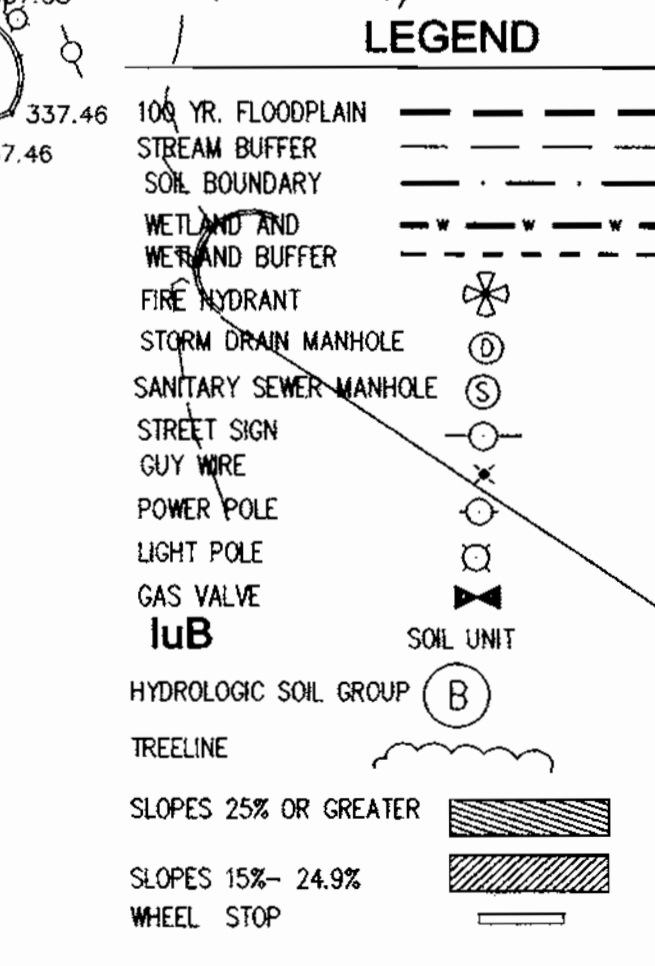 LEGEND
337.46
7.46
100 YR. FLOODPLAIN
STREAM BUFFER
SOIL BOUNDARY
WETLAND AND W W W
WETLAND BUFFER
FIRE HYDRANT
STORM DRAIN MANHOLE D
SANITARY SEWER MANHOLE S
STREET SIGN
GUY WIRE
POWER POLE
LIGHT POLE
GAS VALVE
IuB SOIL UNIT
HYDROLOGIC SOIL GROUP B
TREELINE
SLOPES 25% OR GREATER
SLOPES 15%- 24.9%
WHEEL STOP